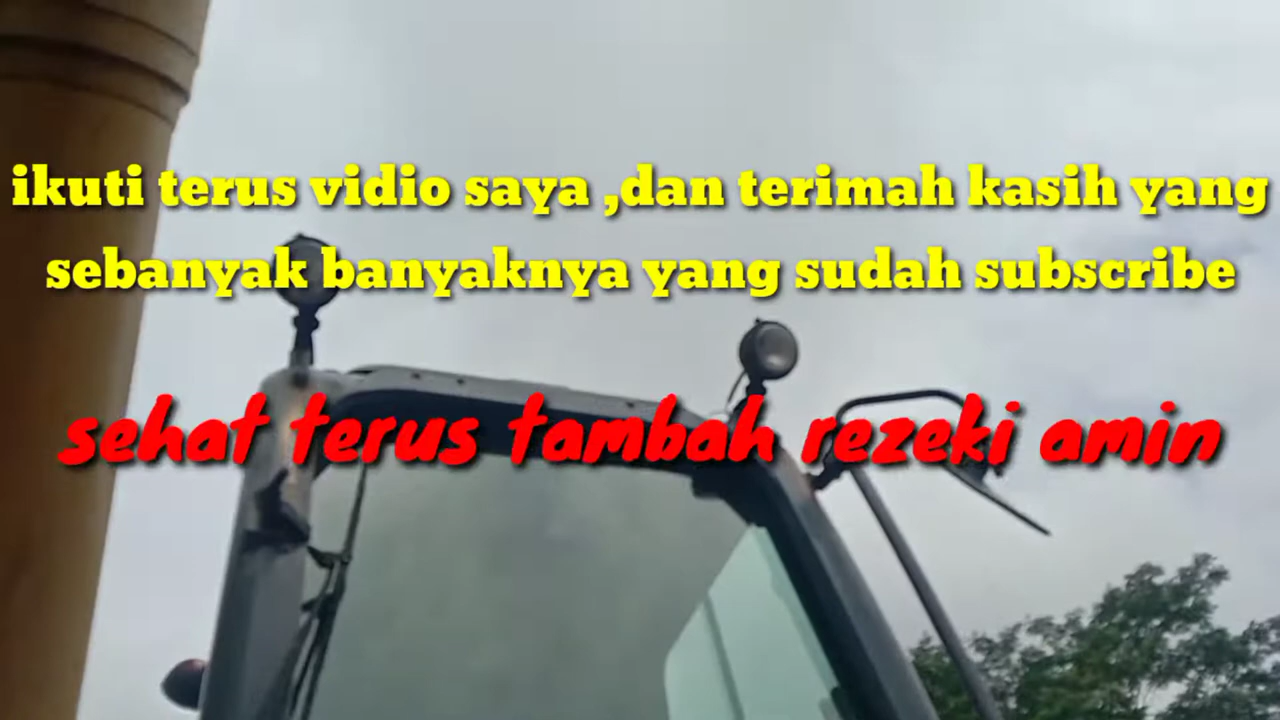 ikuti terus vidio saya ,dan terimah kasih yang
sebanyak banyaknya yang sudah subscribe
sehat terus tambah rezeki amin